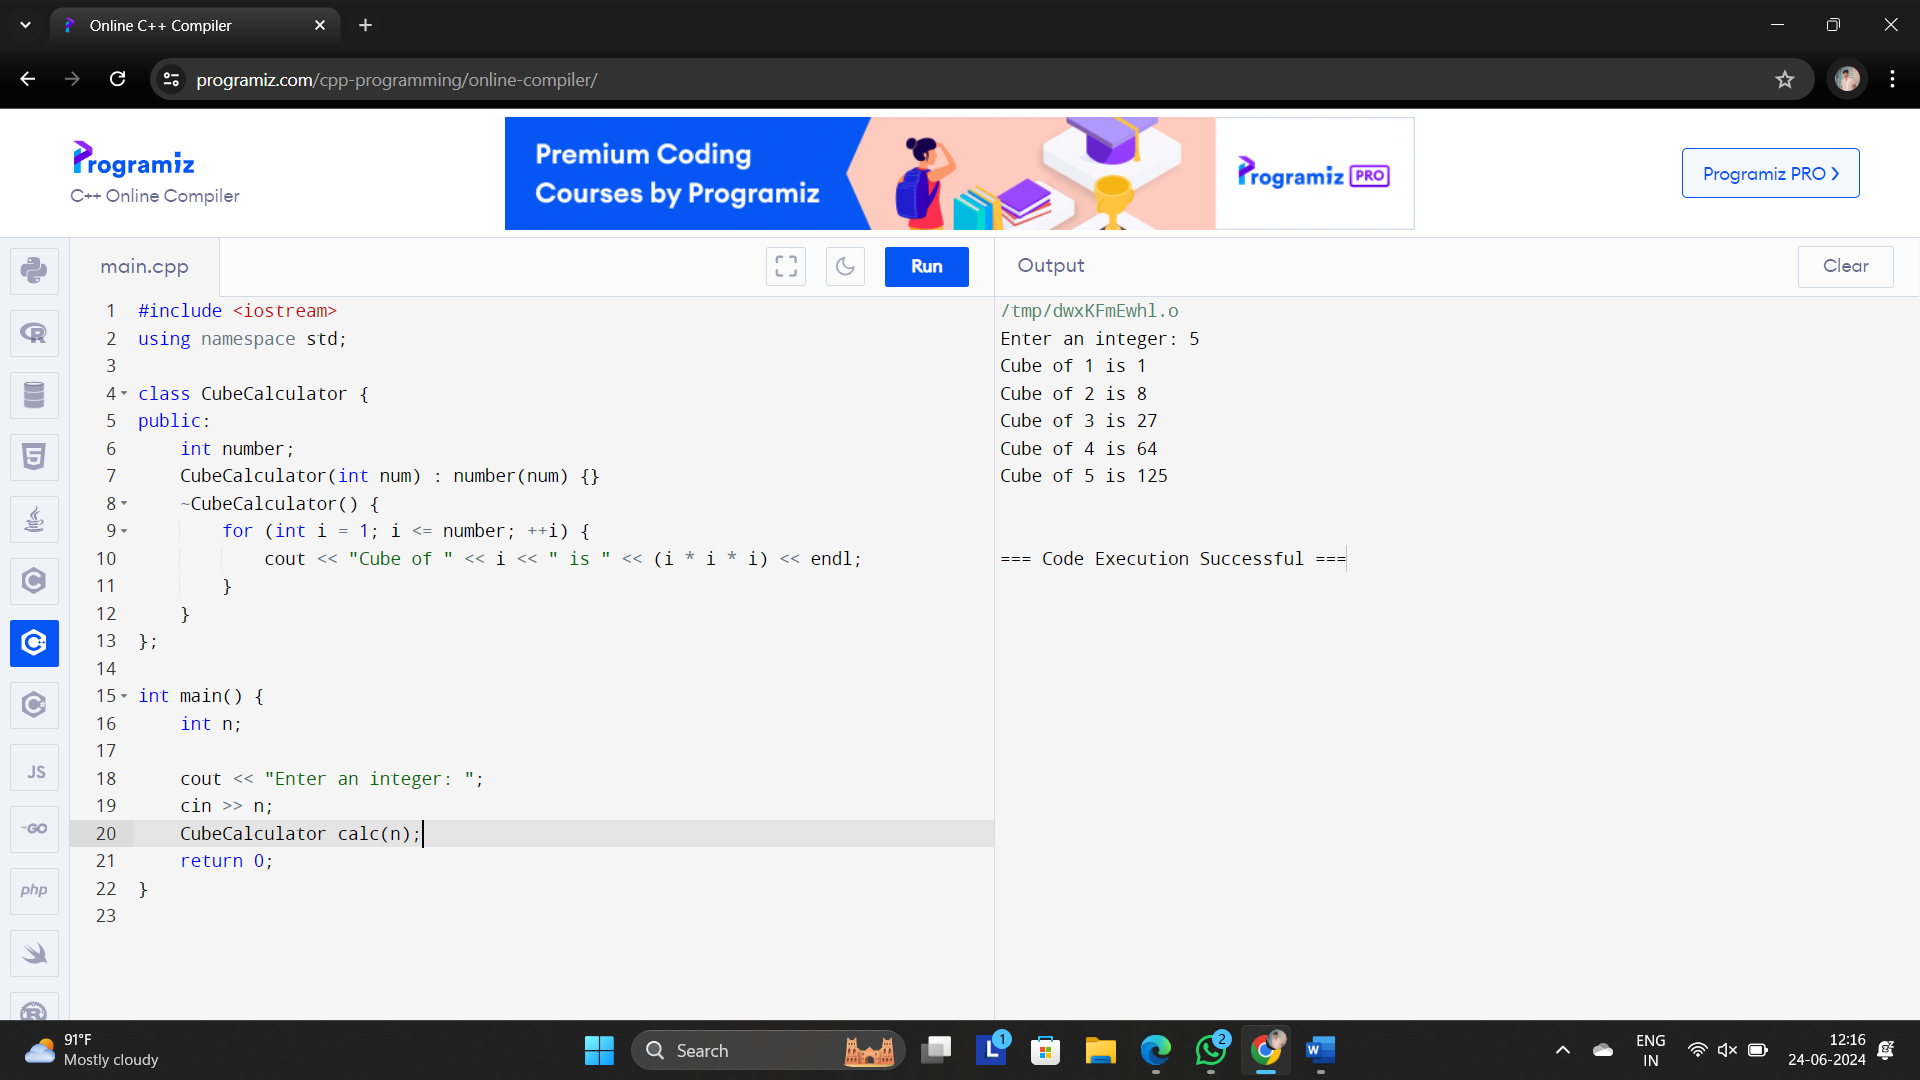 Online C++ Compiler
programiz.com/cpp-programming/online-compiler/
Programiz
C++ Online Compiler
Premium Coding
Courses by Programiz
Programiz PRO
Programiz PRO
main.cpp
Run
Output
Clear
1 #include <iostream>
2 using namespace std;
3
4 class CubeCalculator {
5 public:
6     int number;
7     CubeCalculator(int num) : number(num) {}
8     ~CubeCalculator() {
9         for (int i = 1; i <= number; ++i) {
10             cout << "Cube of " << i << " is " << (i * i * i) << endl;
11         }
12     }
13 };
14
15 int main() {
16     int n;
17
18     cout << "Enter an integer: ";
19     cin >> n;
20     CubeCalculator calc(n);
21     return 0;
22 }
23
/tmp/dwxKFmEwhl.o
Enter an integer: 5
Cube of 1 is 1
Cube of 2 is 8
Cube of 3 is 27
Cube of 4 is 64
Cube of 5 is 125
=== Code Execution Successful ===
R
5
C
C++
C
JS
GO
php
R
91°F
Mostly cloudy
Search
L
1
2
W
ENG
IN
12:16
24-06-2024